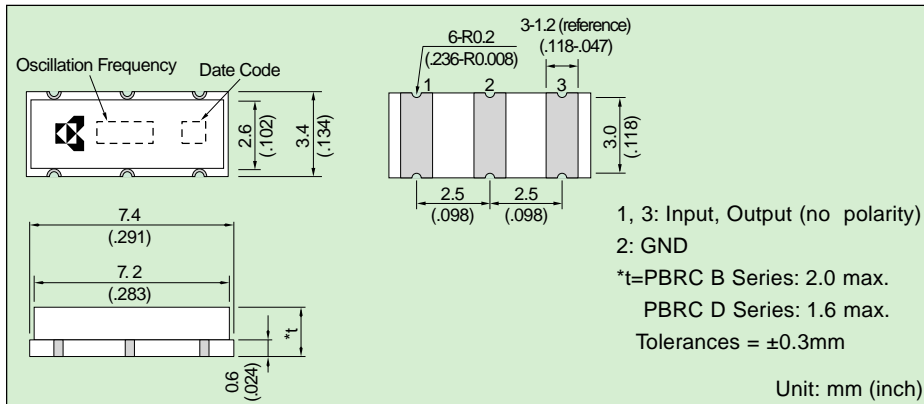 Oscillation Frequency
Date Code
2.6
(.102)
3.4
(.134)
6-R0.2
(.236-R0.008)
3-1.2 (reference)
(.118-.047)
1
2
3
3.0
(.118)
2.5
(.098)
2.5
(.098)
7.4
(.291)
7.2
(.283)
*t
0.6
(.024)
1, 3: Input, Output (no polarity)
2: GND
*t=PBRC B Series: 2.0 max.
PBRC D Series: 1.6 max.
Tolerances = ±0.3mm
Unit: mm (inch)